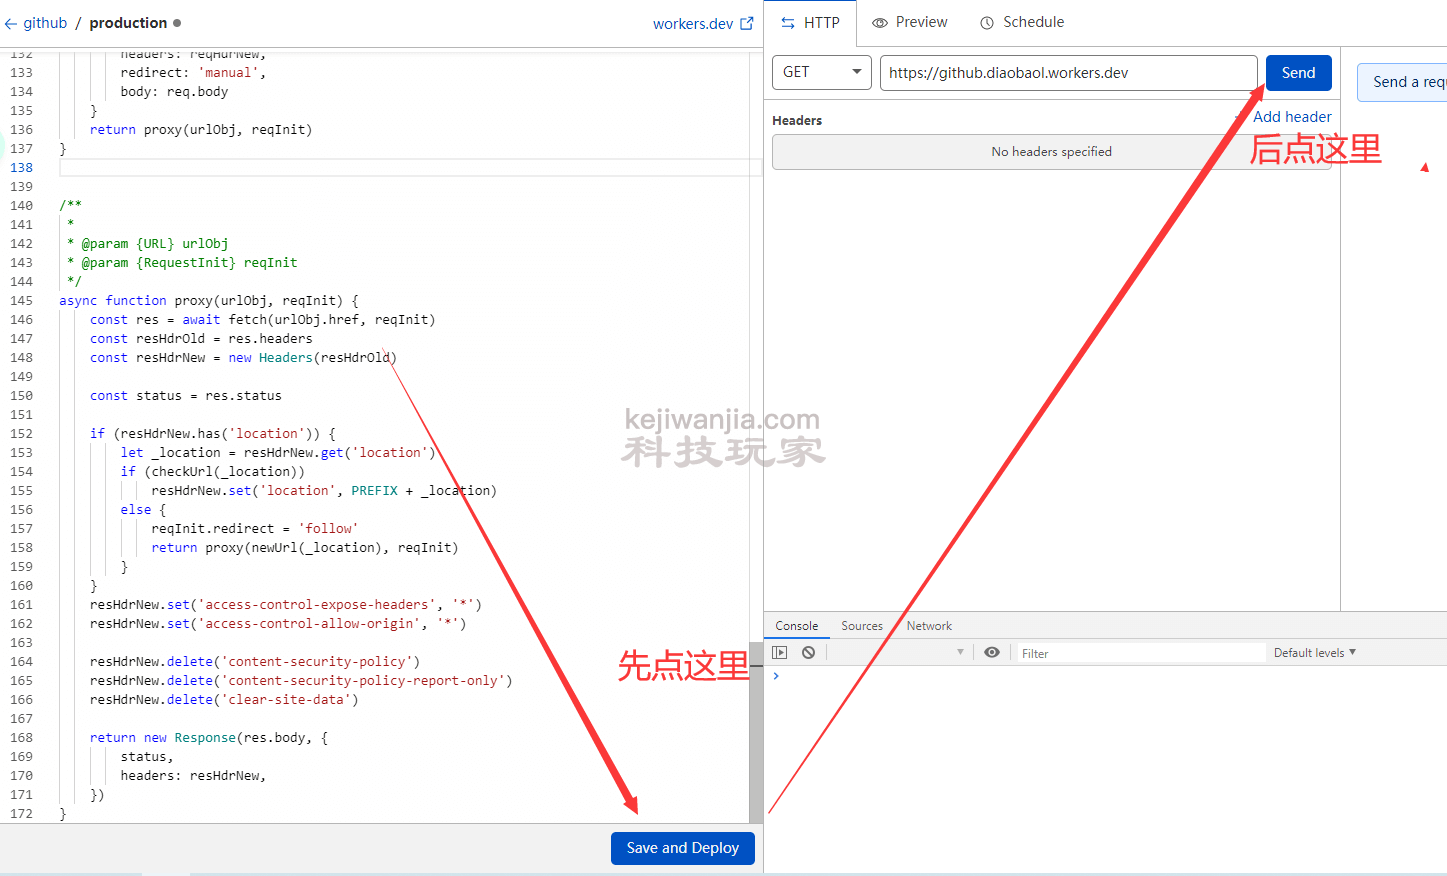 github / production
workers.dev
132 headers: reqHdrNew,
133 redirect: 'manual',
134 body: req.body
135 }
136 return proxy(urlObj, reqInit)
137 }
138
139
140 /**
141 *
142 * @param {URL} urlObj
143 * @param {RequestInit} reqInit
144 */
145 async function proxy(urlObj, reqInit) {
146 const res = await fetch(urlObj.href, reqInit)
147 const resHdrOld = res.headers
148 const resHdrNew = new Headers(resHdrOld)
149
150 const status = res.status
151
152 if (resHdrNew.has('location')) {
153 let _location = resHdrNew.get('location')
154 if (checkUrl(_location))
155 resHdrNew.set('location', PREFIX + _location)
156 else {
157 reqInit.redirect = 'follow'
158 return proxy(newUrl(_location), reqInit)
159 }
160 }
161 resHdrNew.set('access-control-expose-headers', '*')
162 resHdrNew.set('access-control-allow-origin', '*')
163
164 resHdrNew.delete('content-security-policy')
165 resHdrNew.delete('content-security-policy-report-only')
166 resHdrNew.delete('clear-site-data')
167
168 return new Response(res.body, {
169 status,
170 headers: resHdrNew,
171 })
172 }
先点这里
Save and Deploy
kejiwanjia.com
科技玩家
HTTP Preview Schedule
GET https://github.diaobaol.workers.dev Send
Send a requ
Headers
Add header
No headers specified
后点这里
Console Sources Network
Filter Default levels